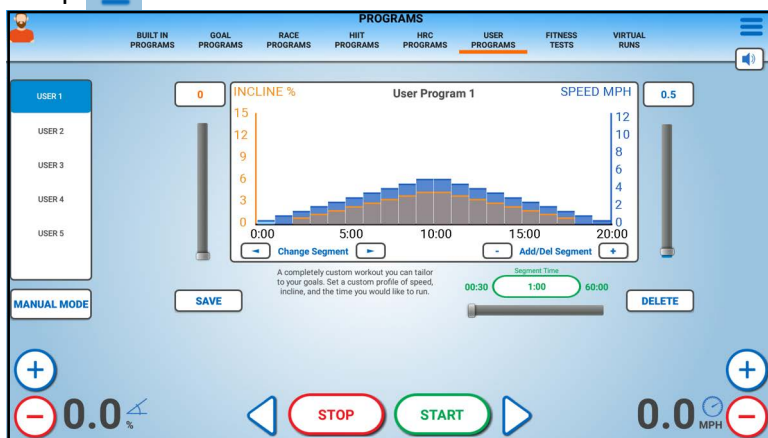 PROGRAMS
BUILT IN
PROGRAMS
GOAL
PROGRAMS
RACE
PROGRAMS
HIIT
PROGRAMS
HRC
PROGRAMS
USER
PROGRAMS
FITNESS
TESTS
VIRTUAL
RUNS
USER 1
USER 2
USER 3
USER 4
USER 5
MANUAL MODE
0
INCLINE %
User Program 1
SPEED MPH
0.5
15
12
9
6
3
0
12
10
8
6
4
2
0
0:00 5:00 10:00 15:00 20:00
Change Segment
- Add/Del Segment +
A completely custom workout you can tailor
to your goals. Set a custom profile of speed,
incline, and the time you would like to run.
Segment Time
00:30 1:00 60:00
SAVE
DELETE
+
−
0.0 %
STOP
START
0.0 MPH
+
−